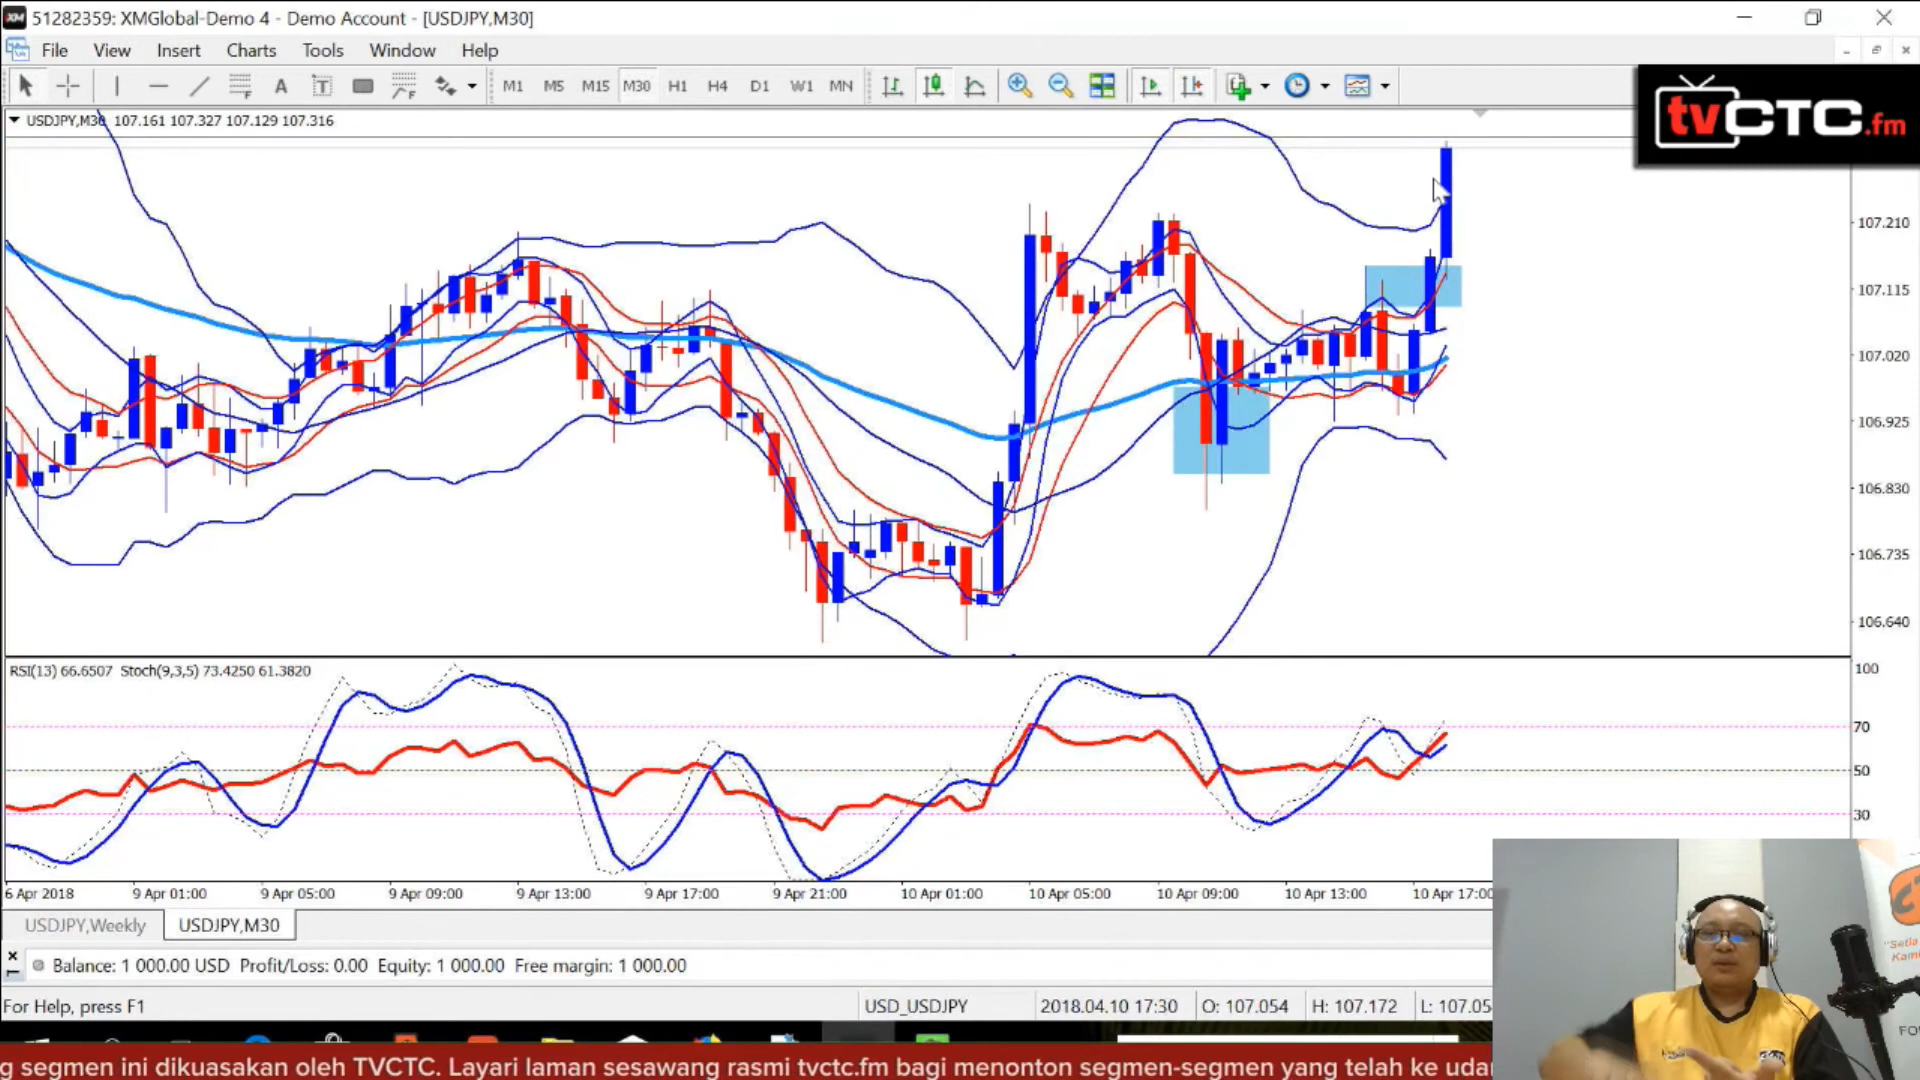 51282359: XMGlobal-Demo 4 - Demo Account - [USDJPY,M30]
File View Insert Charts Tools Window Help
A T F F M1 M5 M15 M30 H1 H4 D1 W1 MN
tvCTC.fm
USDJPY,M30 107.161 107.327 107.129 107.316
107.210
107.115
107.020
106.925
106.830
106.735
106.640
RSI(13) 66.6507 Stoch(9,3,5) 73.4250 61.3820
100
70
50
30
6 Apr 2018 9 Apr 01:00 9 Apr 05:00 9 Apr 09:00 9 Apr 13:00 9 Apr 17:00 9 Apr 21:00 10 Apr 01:00 10 Apr 05:00 10 Apr 09:00 10 Apr 13:00 10 Apr 17:00
USDJPY,Weekly USDJPY,M30
Balance: 1 000.00 USD Profit/Loss: 0.00 Equity: 1 000.00 Free margin: 1 000.00
"Setia
For Help, press F1 USD_USDJPY 2018.04.10 17:30 O: 107.054 H: 107.172 L: 107.05
g segmen ini dikuasakan oleh TVCTC. Layari laman sesawang rasmi tvctc.fm bagi menonton segmen-segmen yang telah ke uda